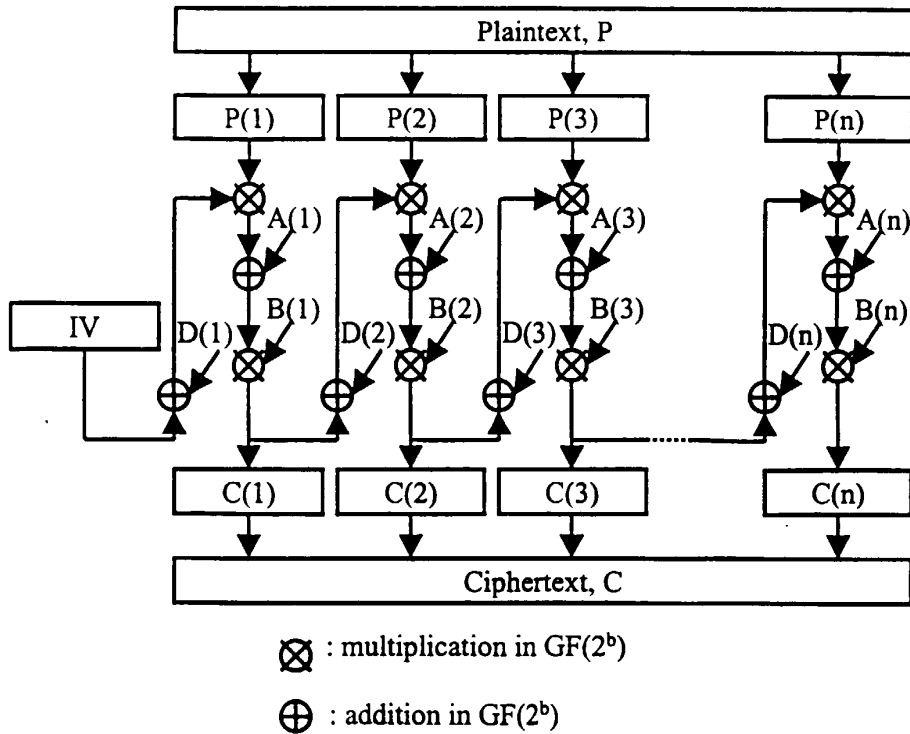 Plaintext, P
P(1) P(2) P(3) P(n)
A(1) A(2) A(3) A(n)
IV D(1) B(1) D(2) B(2) D(3) B(3) D(n) B(n)
C(1) C(2) C(3) C(n)
Ciphertext, C
: multiplication in GF(2ᵇ)
: addition in GF(2ᵇ)